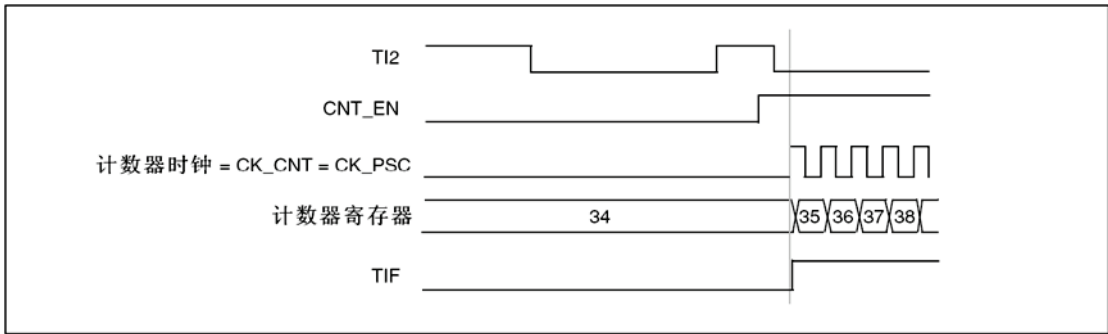 TI2
CNT_EN
计数器时钟 = CK_CNT = CK_PSC
计数器寄存器 34 35 36 37 38
TIF